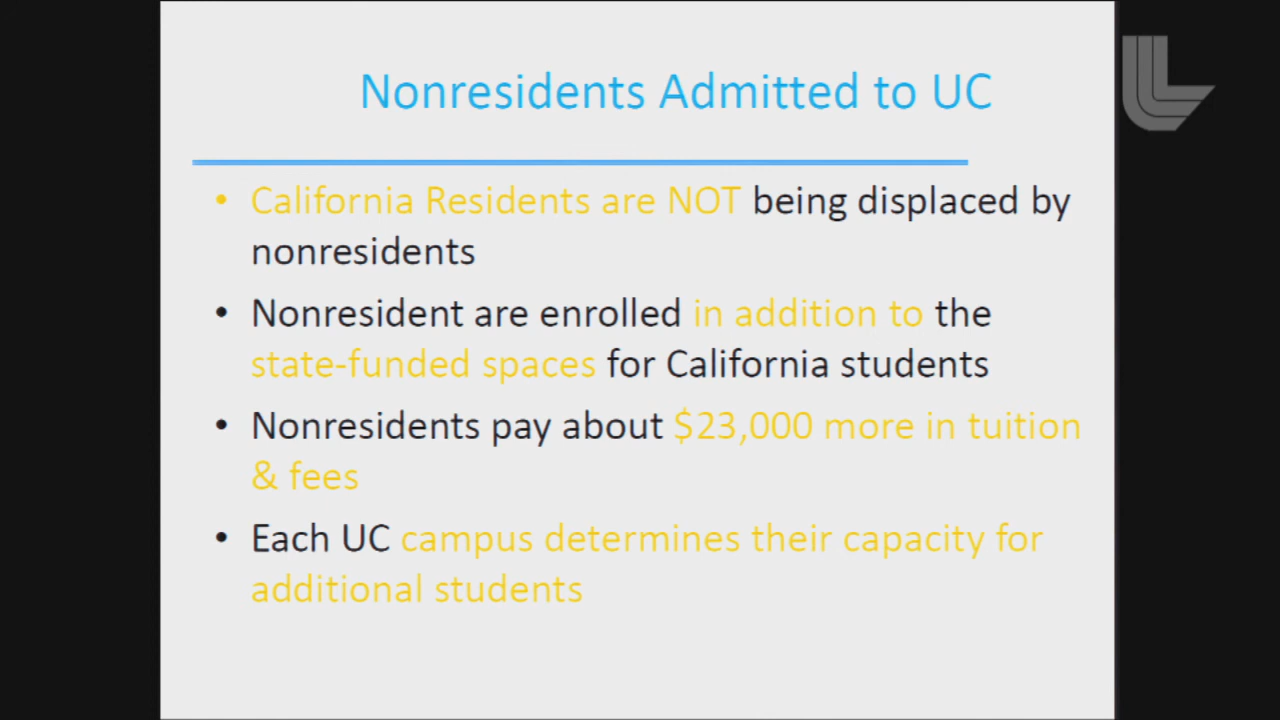 Nonresidents Admitted to UC
• California Residents are NOT being displaced by
nonresidents
• Nonresident are enrolled in addition to the
state-funded spaces for California students
• Nonresidents pay about $23,000 more in tuition
& fees
• Each UC campus determines their capacity for
additional students